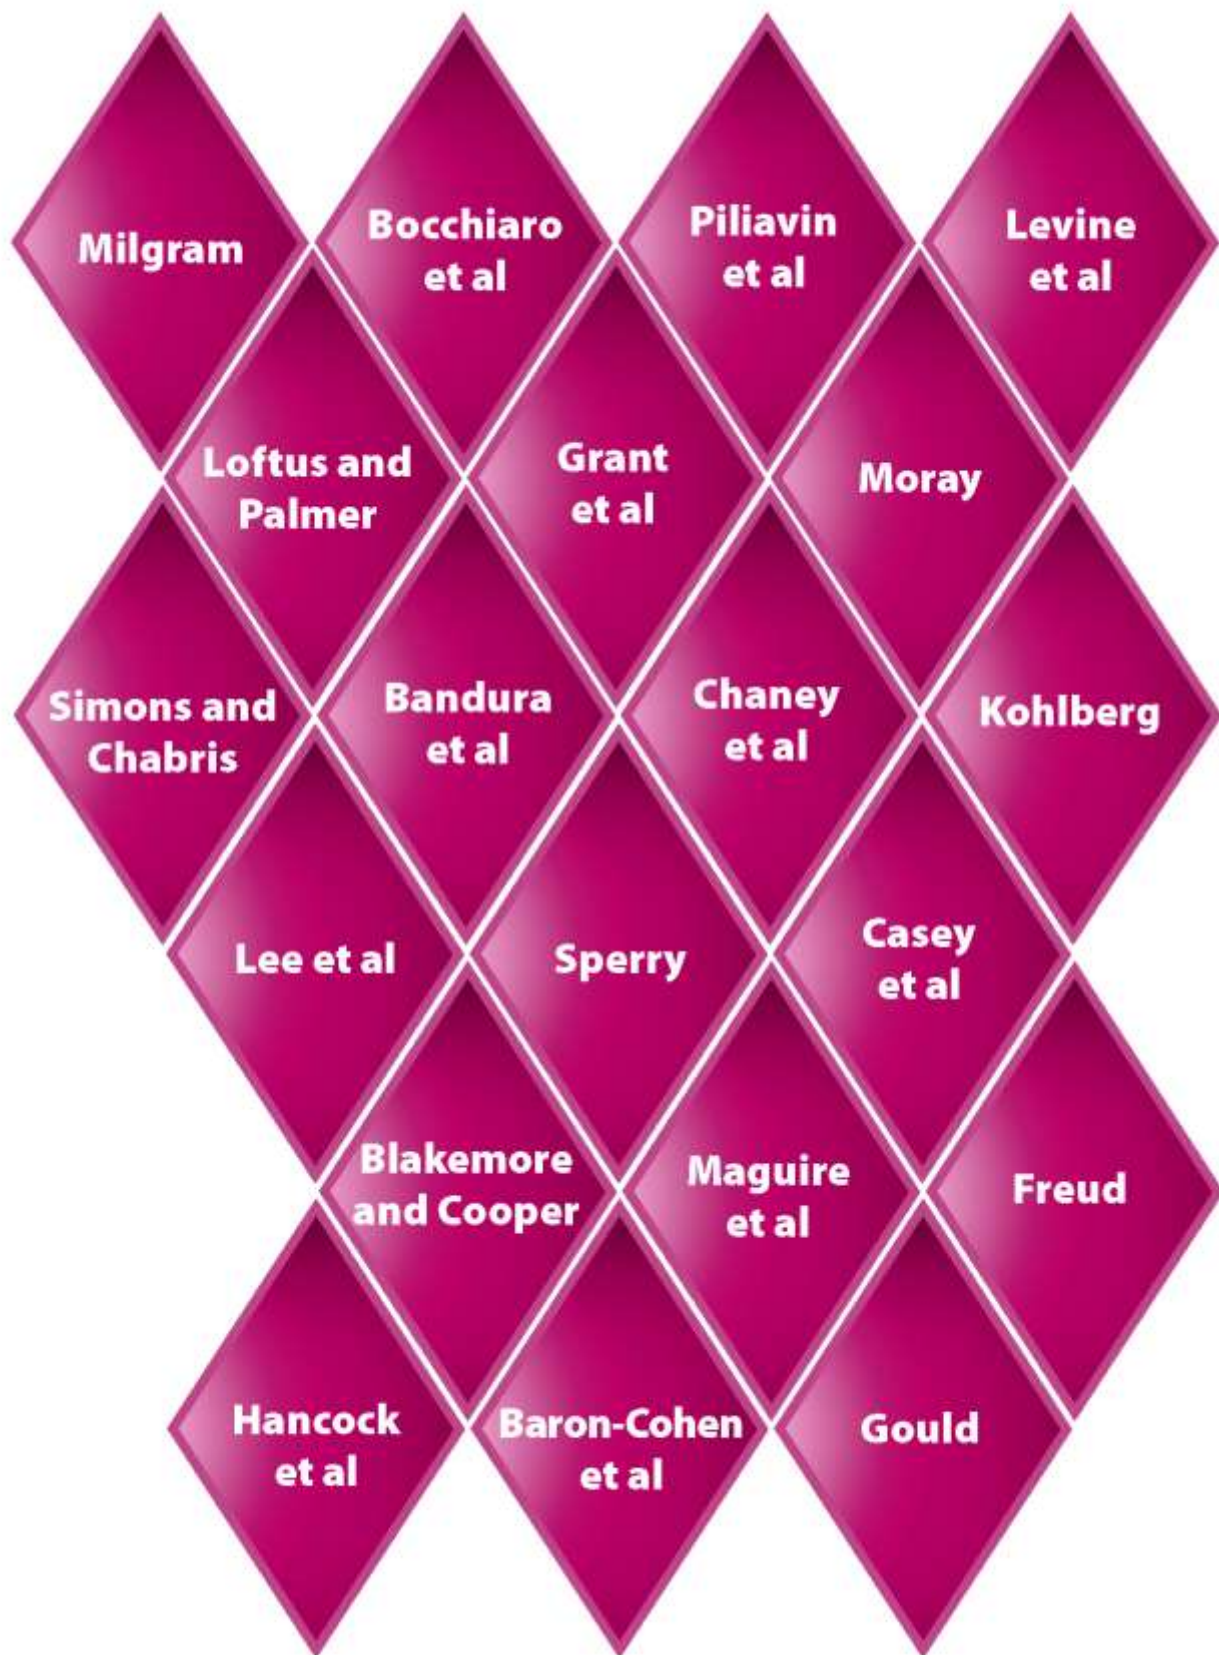 Milgram
Bocchiaro
et al
Piliavin
et al
Levine
et al
Loftus and
Palmer
Grant
et al
Moray
Simons and
Chabris
Bandura
et al
Chaney
et al
Kohlberg
Lee et al
Sperry
Casey
et al
Blakemore
and Cooper
Maguire
et al
Freud
Hancock
et al
Baron-Cohen
et al
Gould